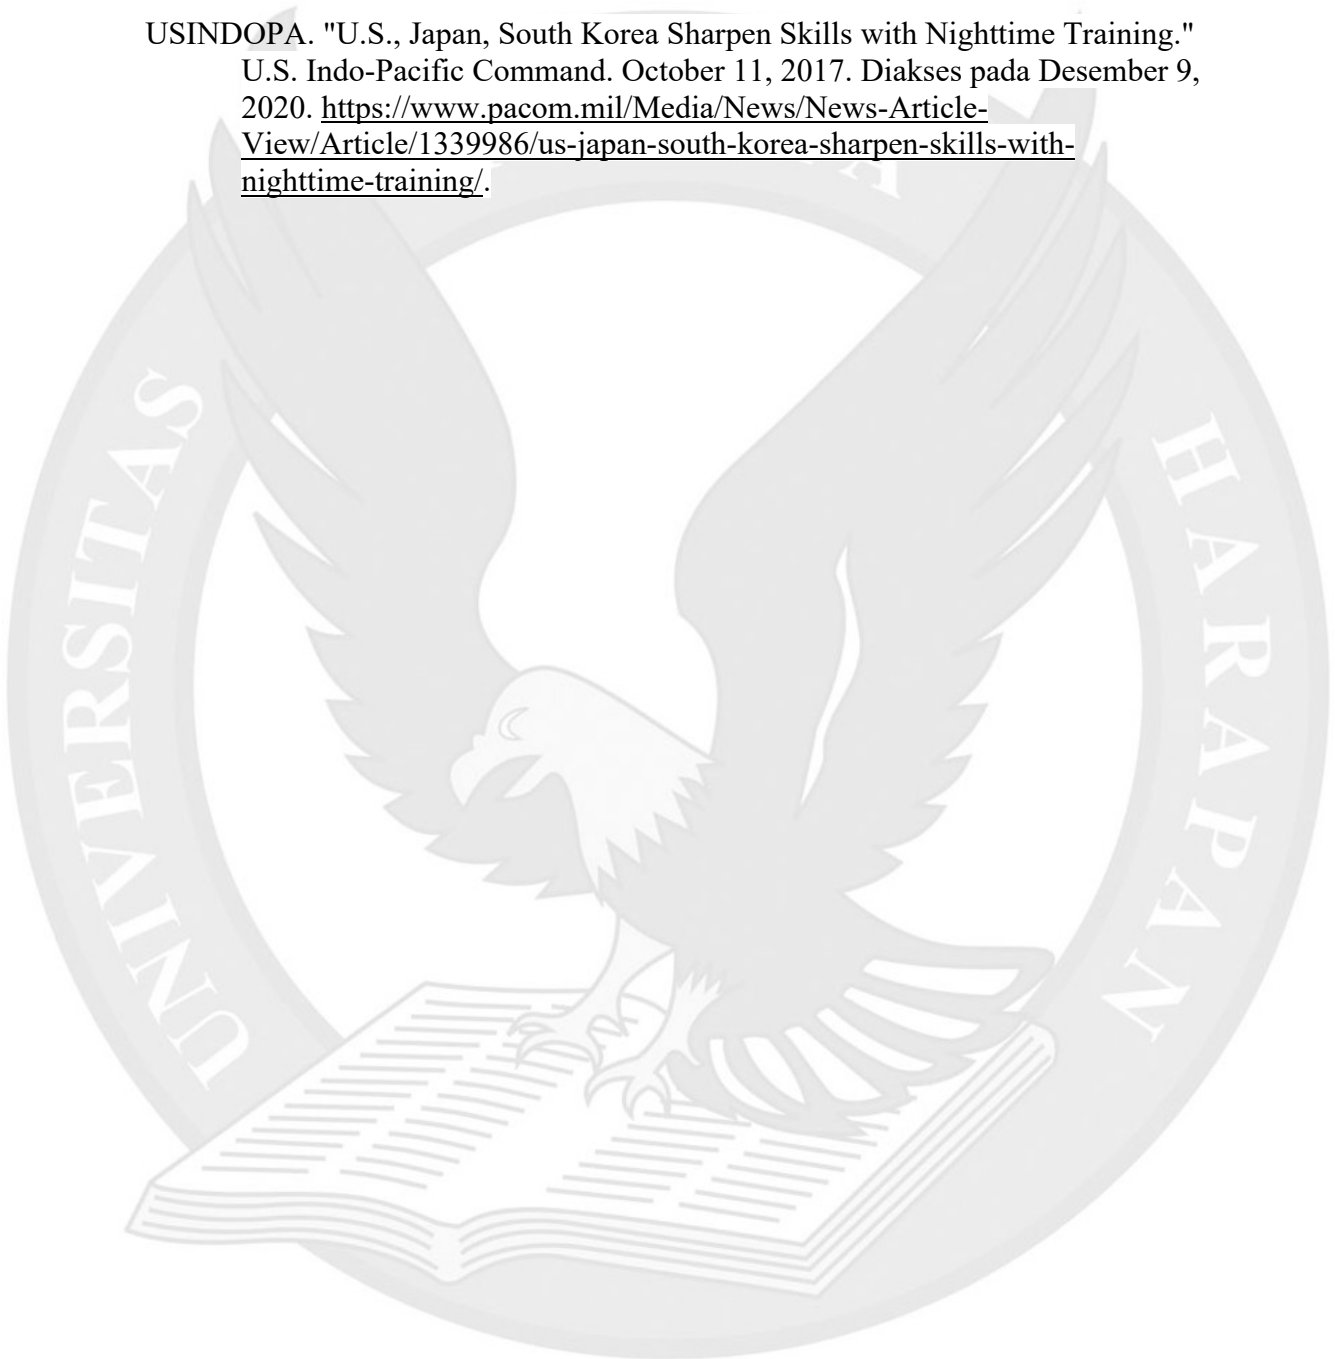 USINDOPA. "U.S., Japan, South Korea Sharpen Skills with Nighttime Training."
U.S. Indo-Pacific Command. October 11, 2017. Diakses pada Desember 9,
2020. https://www.pacom.mil/Media/News/News-Article-
View/Article/1339986/us-japan-south-korea-sharpen-skills-with-
nighttime-training/.
UNIVERSITAS
HARAPAN